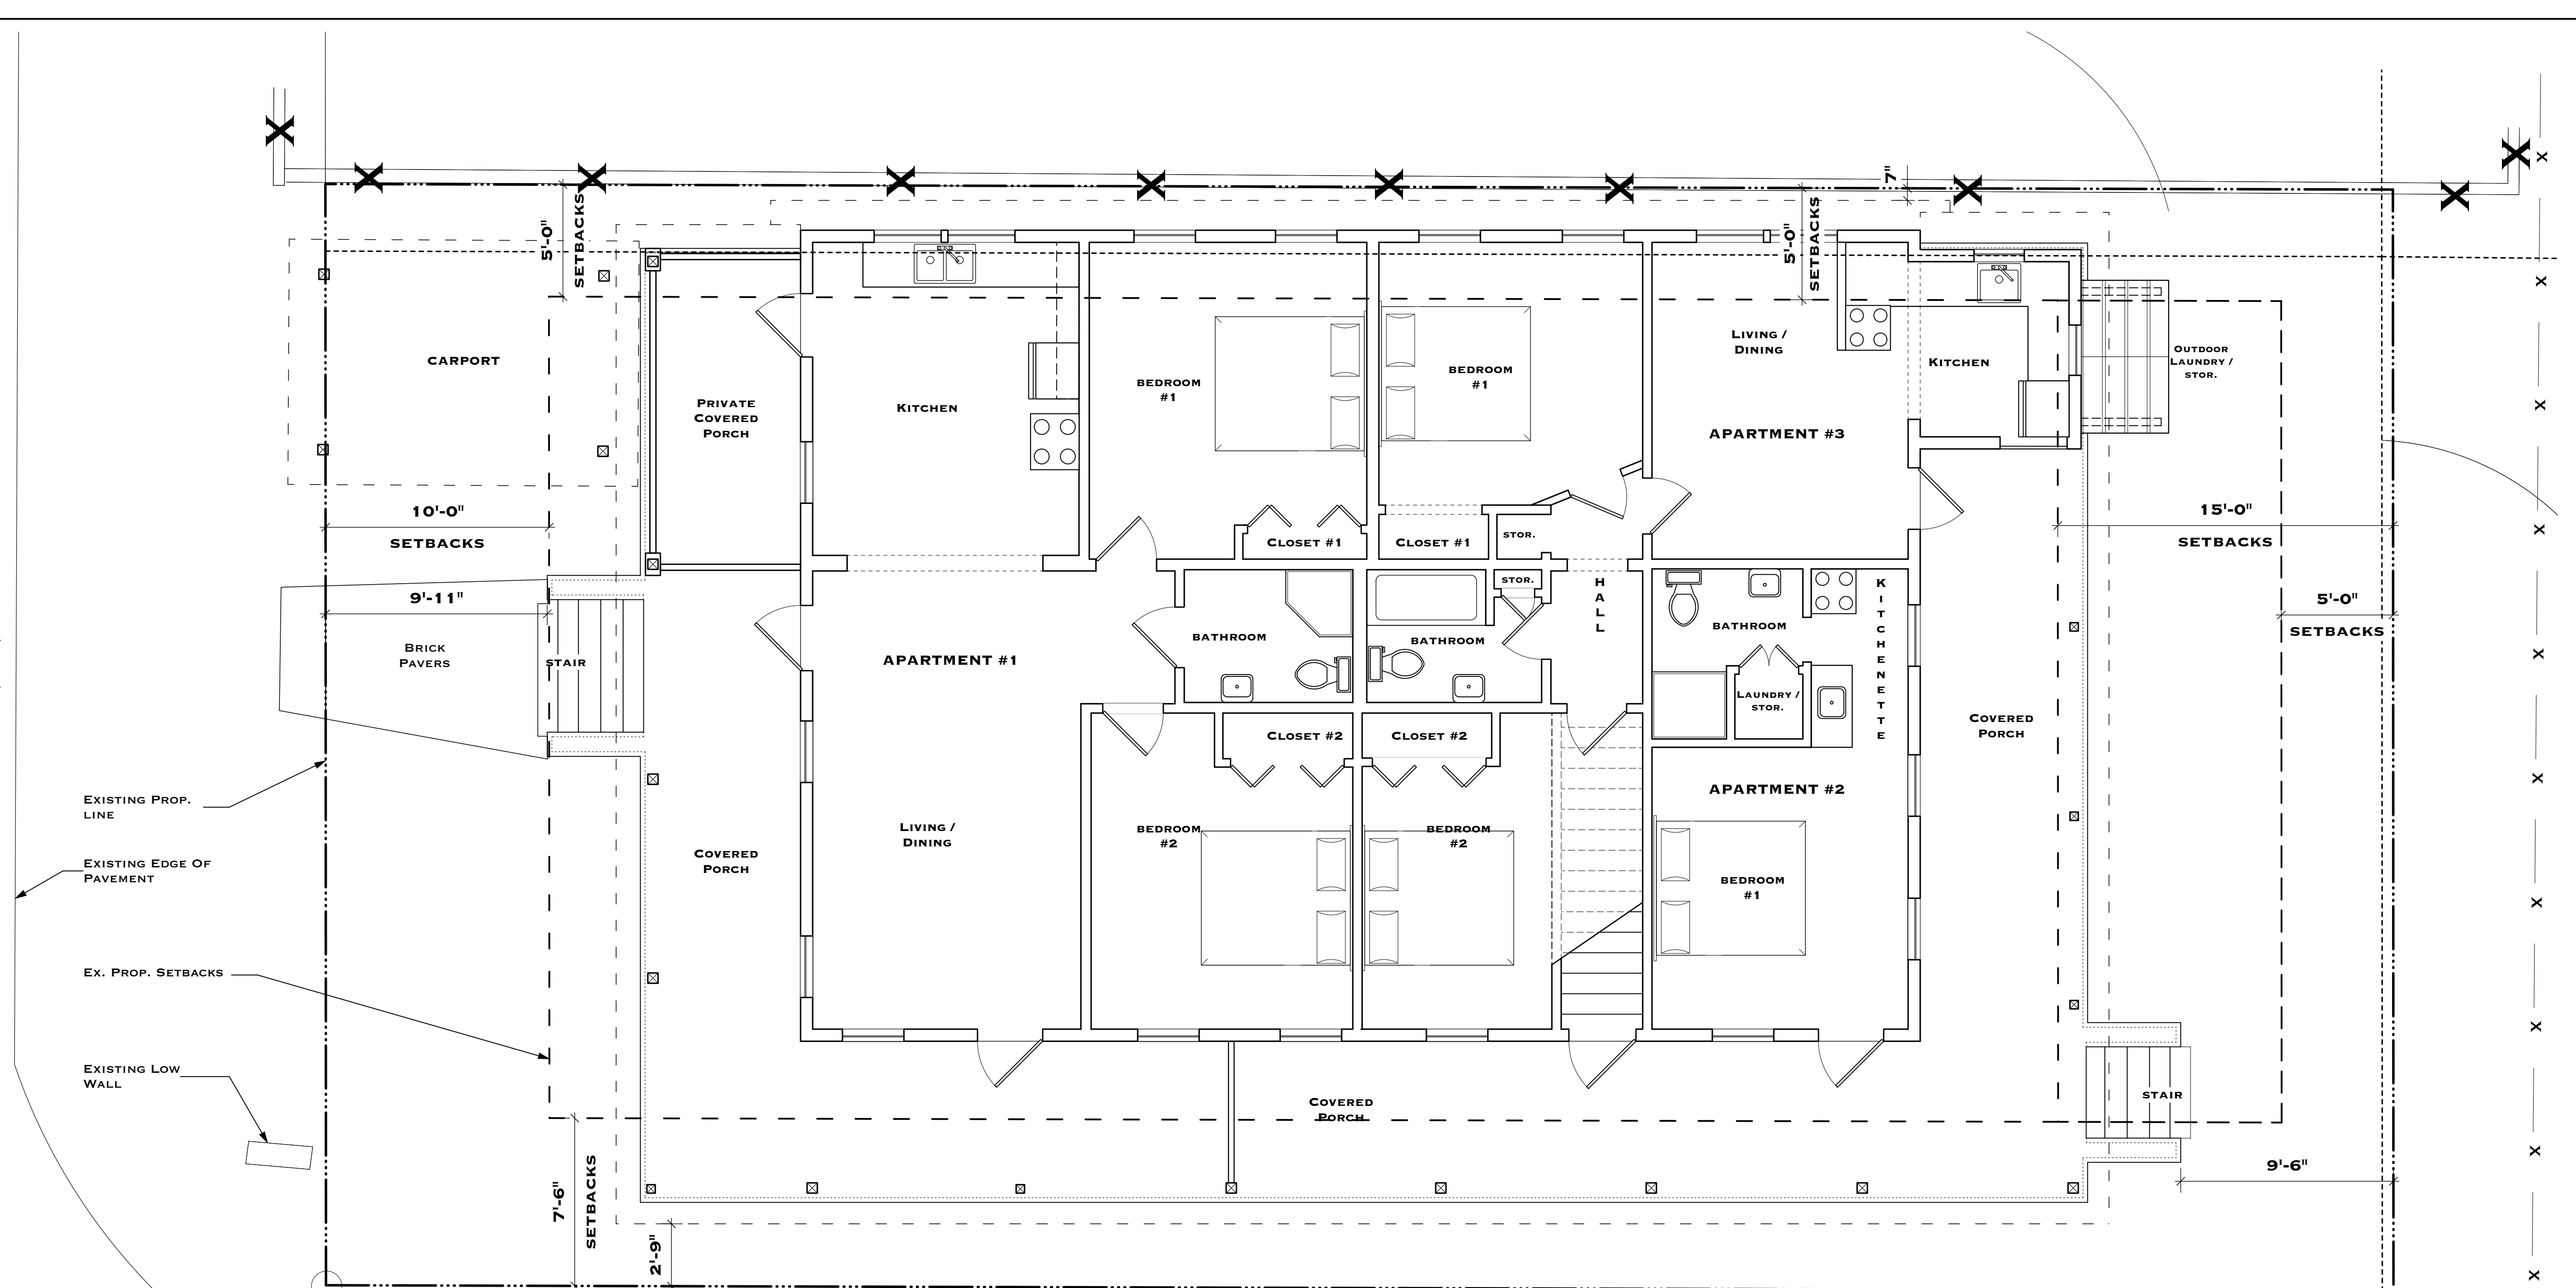 7"
5'-0"
SETBACKS
5'-0"
SETBACKS
CARPORT
PRIVATE
COVERED
PORCH
KITCHEN
BEDROOM
#1
BEDROOM
#1
LIVING /
DINING
APARTMENT #3
KITCHEN
OUTDOOR
LAUNDRY /
STOR.
10'-0"
SETBACKS
15'-0"
SETBACKS
CLOSET #1
CLOSET #1
STOR.
STOR.
HALL
9'-11"
BRICK
PAVERS
STAIR
APARTMENT #1
BATHROOM
BATHROOM
BATHROOM
KITCHENETTE
5'-0"
SETBACKS
LAUNDRY /
STOR.
CLOSET #2
CLOSET #2
COVERED
PORCH
EXISTING PROP.
LINE
APARTMENT #2
EXISTING EDGE OF
PAVEMENT
COVERED
PORCH
LIVING /
DINING
BEDROOM
#2
BEDROOM
#2
BEDROOM
#1
EX. PROP. SETBACKS
EXISTING LOW
WALL
COVERED
PORCH
STAIR
9'-6"
7'-6"
SETBACKS
2'-9"
X
X
X
X
X
X
X
X
X
X